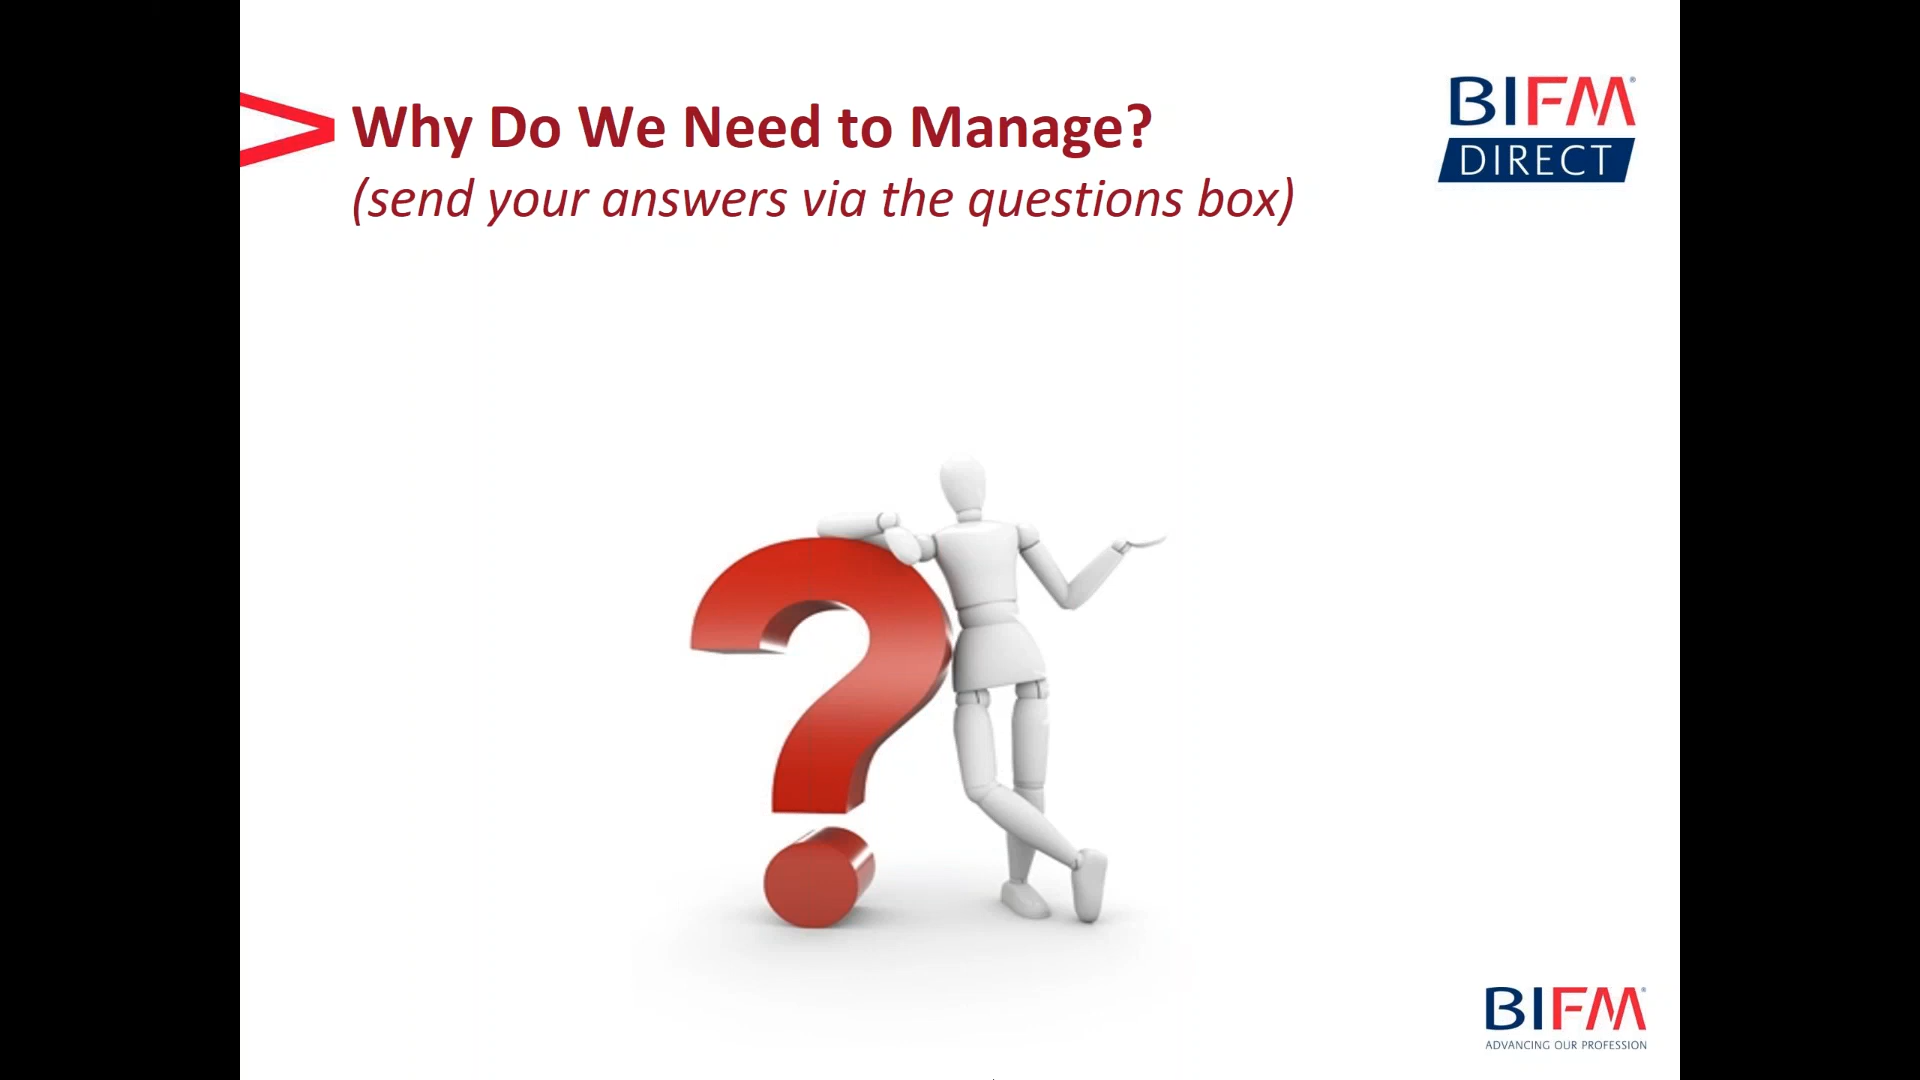 Why Do We Need to Manage?
(send your answers via the questions box)
BIFM®
DIRECT
BIFM®
ADVANCING OUR PROFESSION